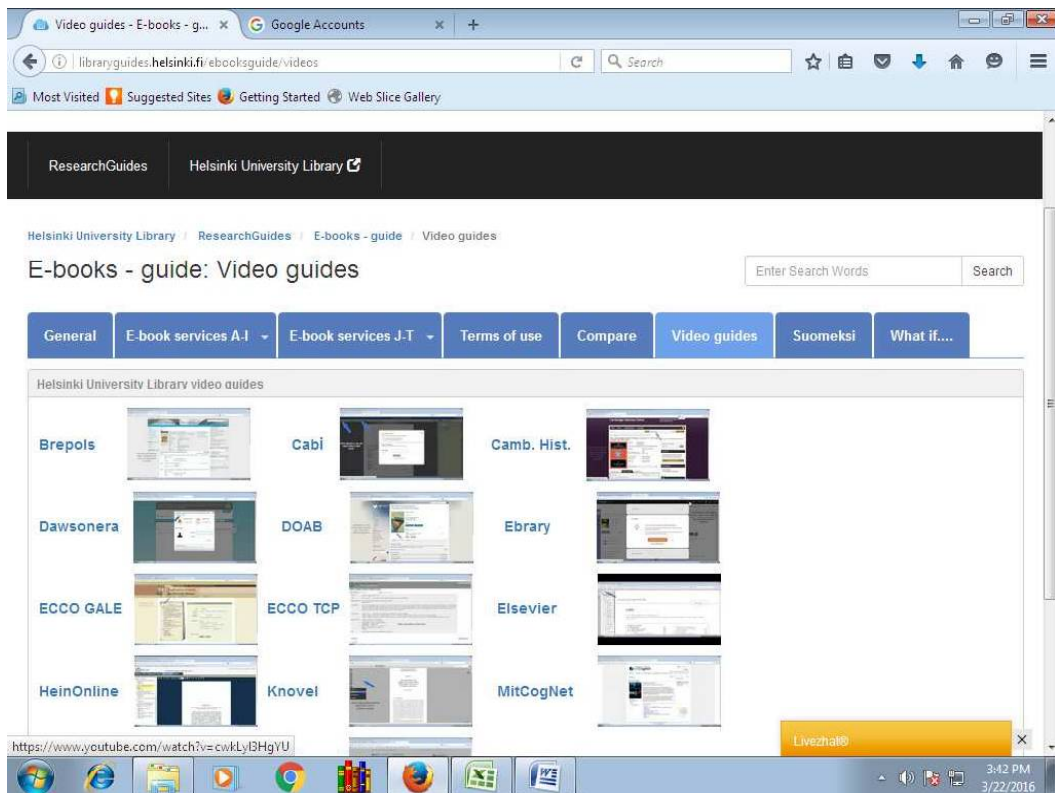 Video guides - E-books - g...
Google Accounts
libraryguides.helsinki.fi/ebooksguide/videos
Search
Most Visited Suggested Sites Getting Started Web Slice Gallery
ResearchGuides Helsinki University Library
Helsinki University Library / ResearchGuides / E-books - guide / Video guides
E-books - guide: Video guides
Enter Search Words Search
General E-book services A-I E-book services J-T Terms of use Compare Video guides Suomeksi What if....
Helsinki University Library video guides
Brepols Cabi Camb. Hist.
Dawsonera DOAB Ebrary
ECCO GALE ECCO TCP Elsevier
HeinOnline Knovel MitCogNet
Livezhat®
https://www.youtube.com/watch?v=cwkLyl3HgYU
3:42 PM
3/22/2016